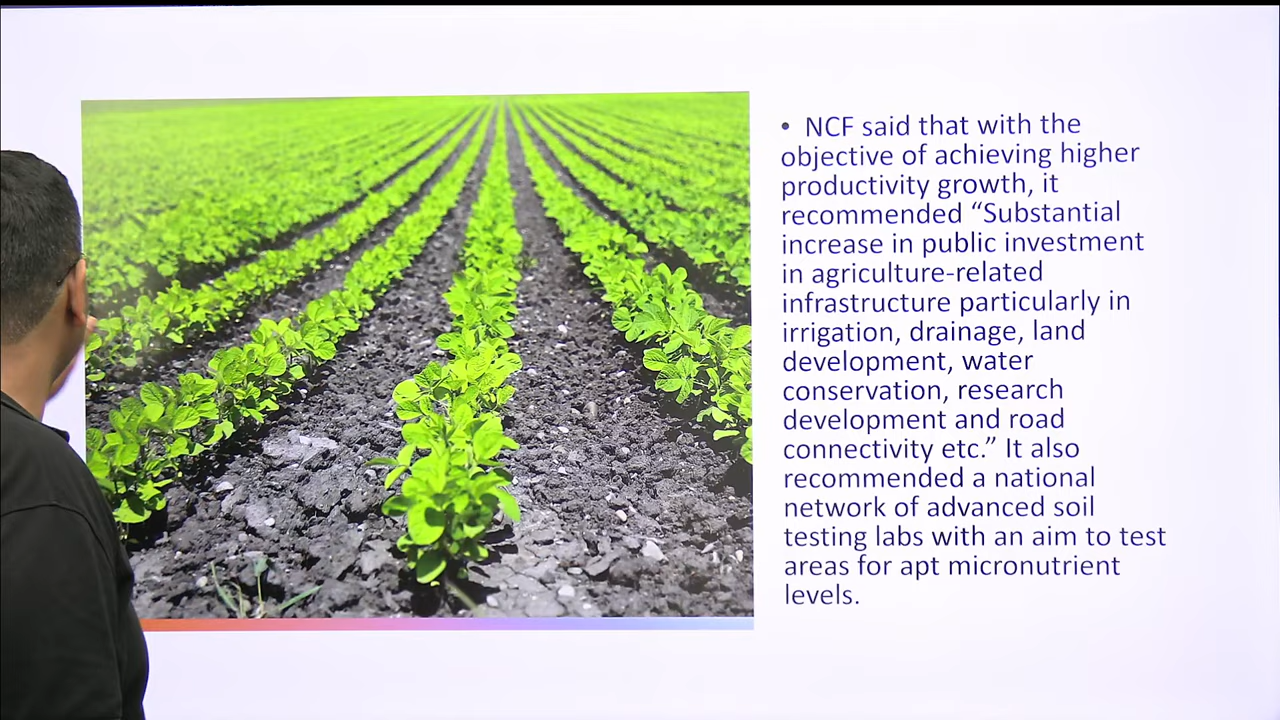 • NCF said that with the
objective of achieving higher
productivity growth, it
recommended “Substantial
increase in public investment
in agriculture-related
infrastructure particularly in
irrigation, drainage, land
development, water
conservation, research
development and road
connectivity etc.” It also
recommended a national
network of advanced soil
testing labs with an aim to test
areas for apt micronutrient
levels.